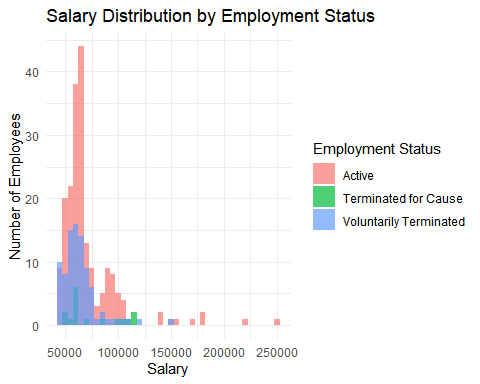 Salary Distribution by Employment Status
Number of Employees
40
30
20
10
0
50000 100000 150000 200000 250000
Salary
Employment Status
Active
Terminated for Cause
Voluntarily Terminated